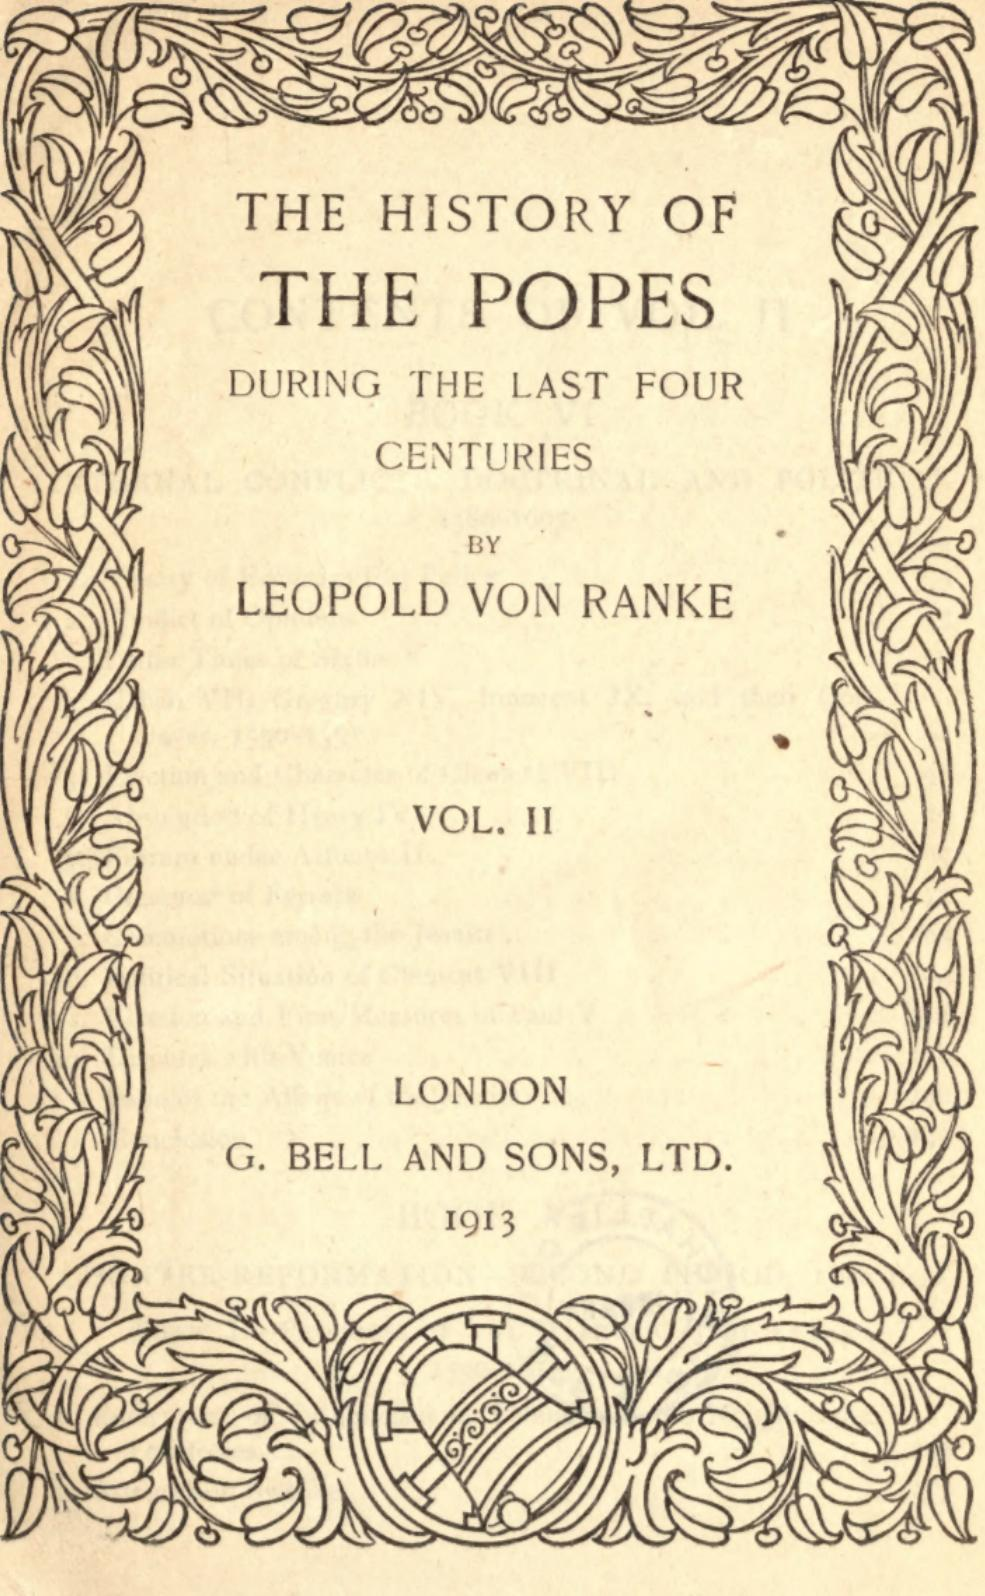 THE HISTORY OF
THE POPES
DURING THE LAST FOUR
CENTURIES
BY
LEOPOLD VON RANKE
VOL. II
LONDON
G. BELL AND SONS, LTD.
1913